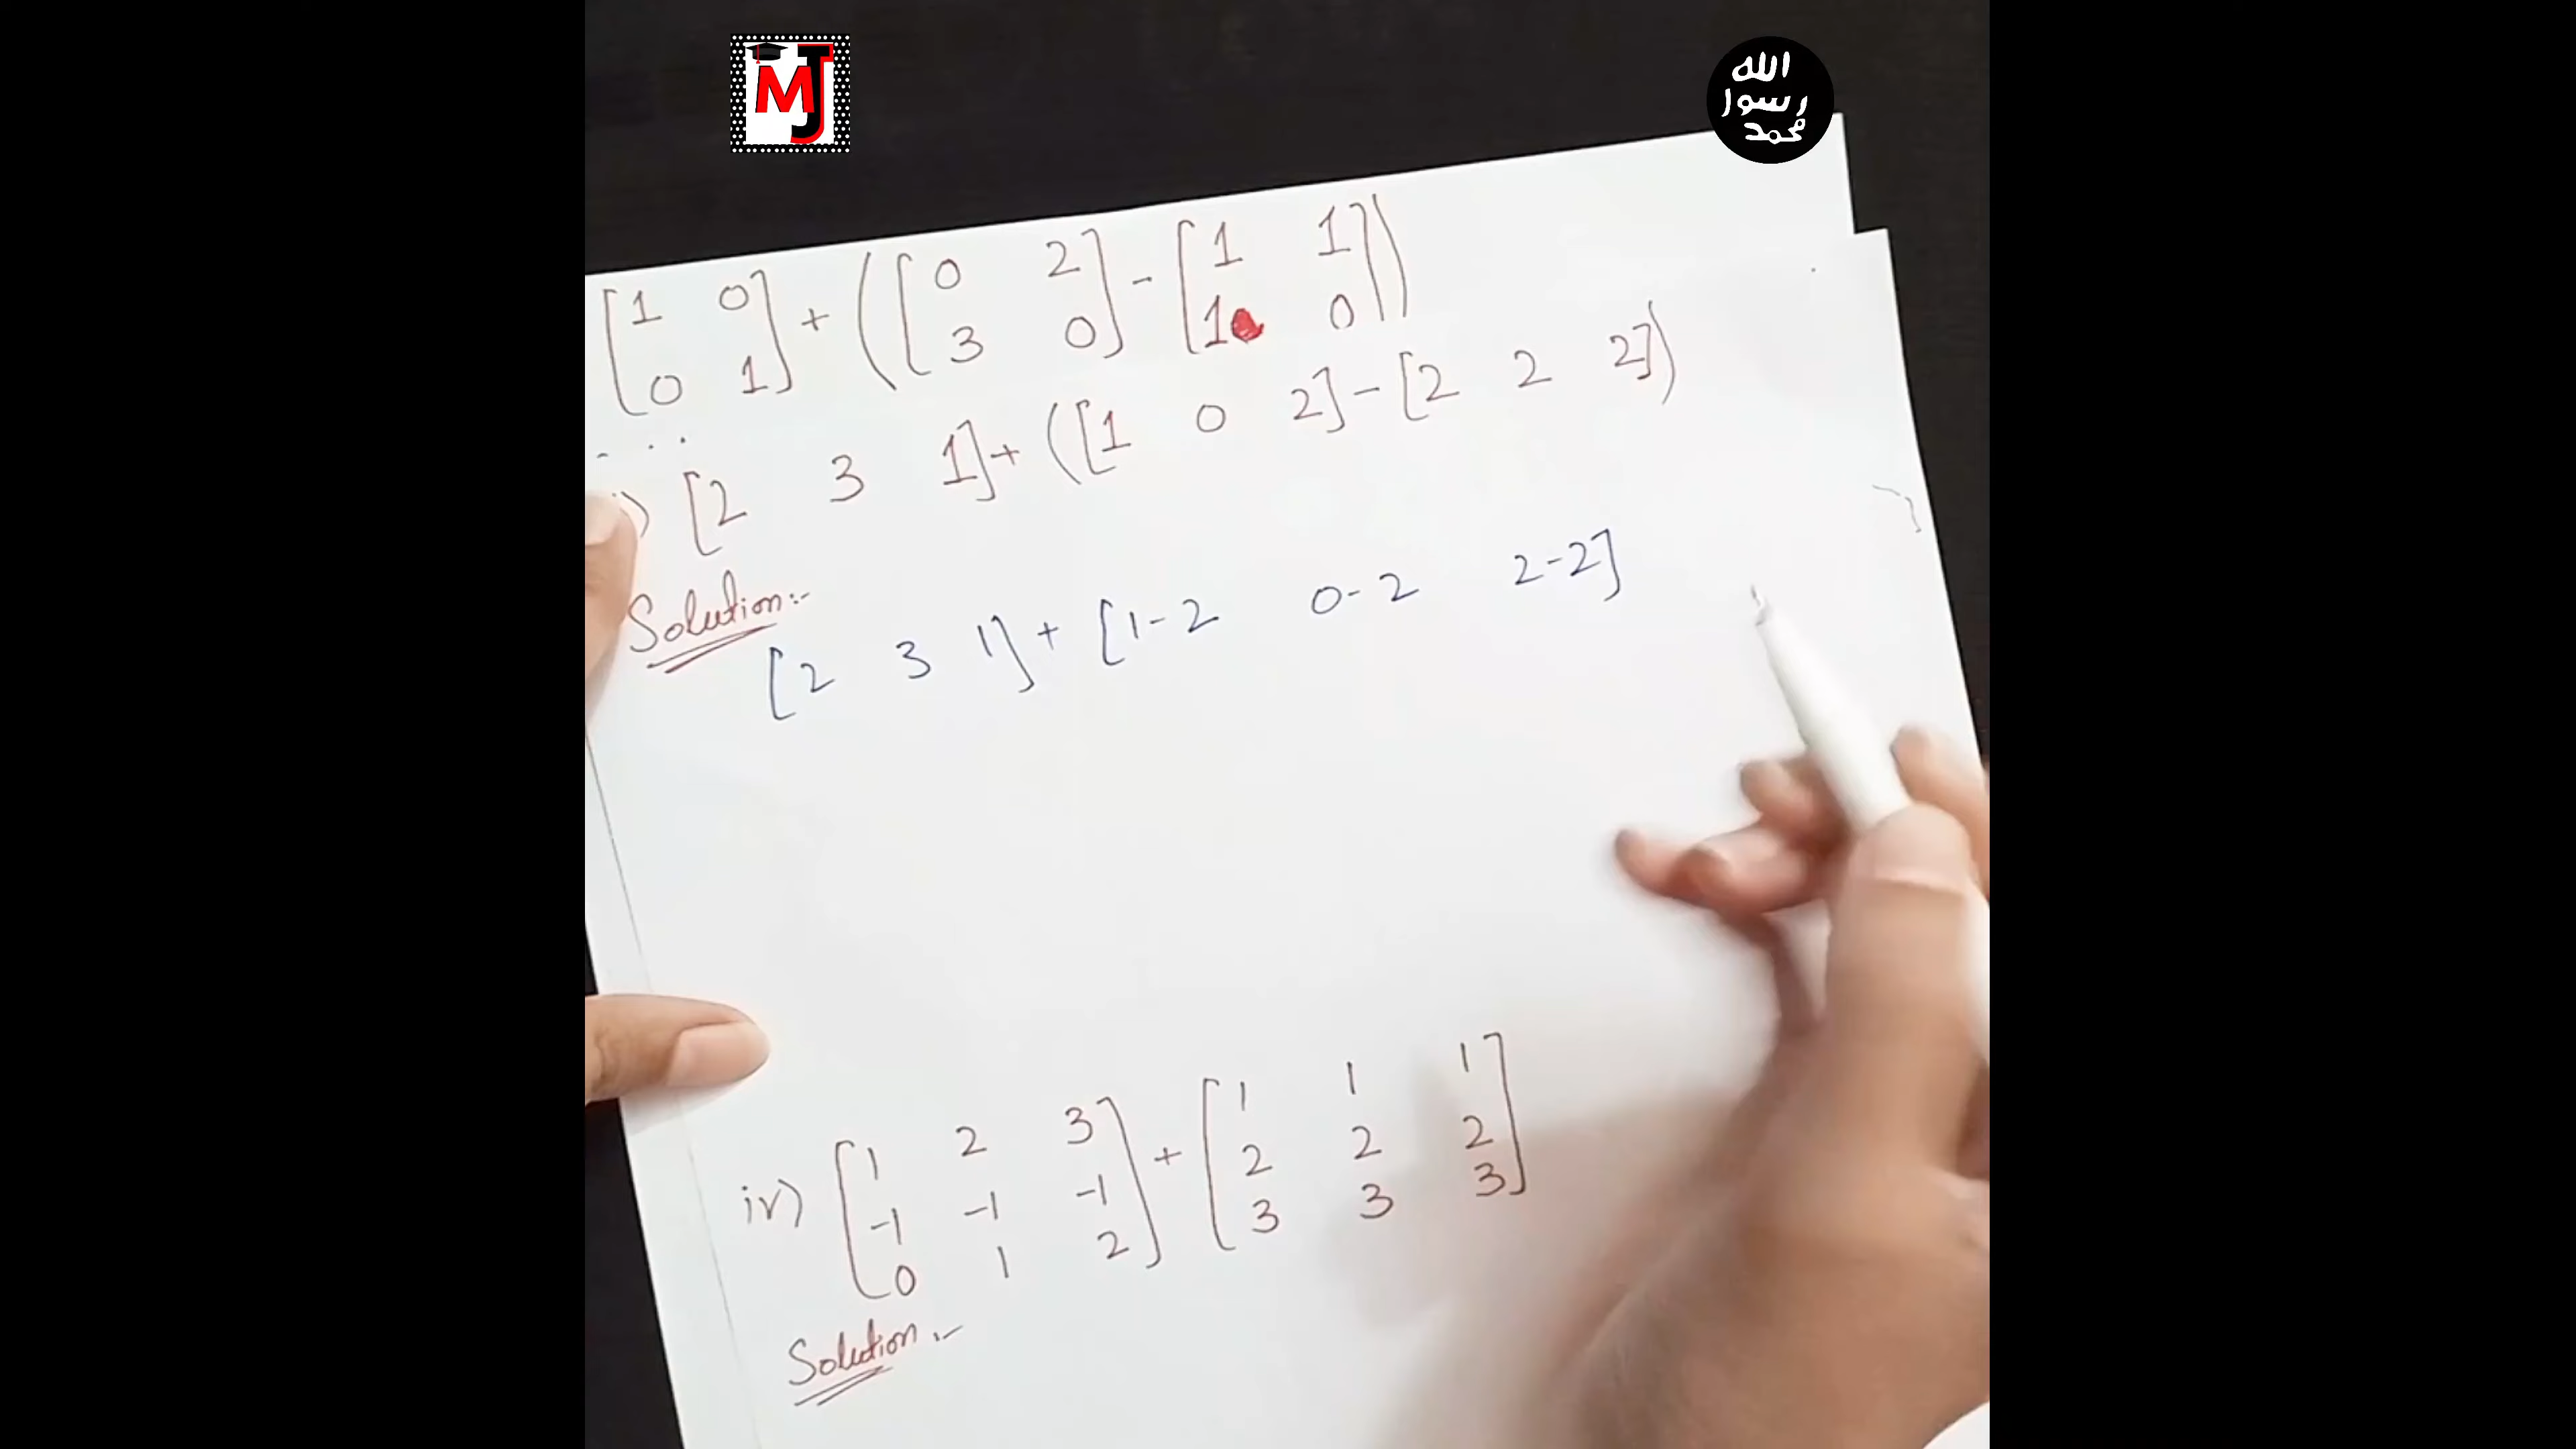 MJ
الله
رسول
محمد
[1 0
0 1] + ([0 2
3 0] - [1 1
1 0])
) [2 3 1] + ([1 0 2] - [2 2 2])
Solution:-
[2 3 1] + [1-2 0-2 2-2]
iv) [1 2 3
-1 -1 -1
0 1 2] + [1 1 1
2 2 2
3 3 3]
Solution:-